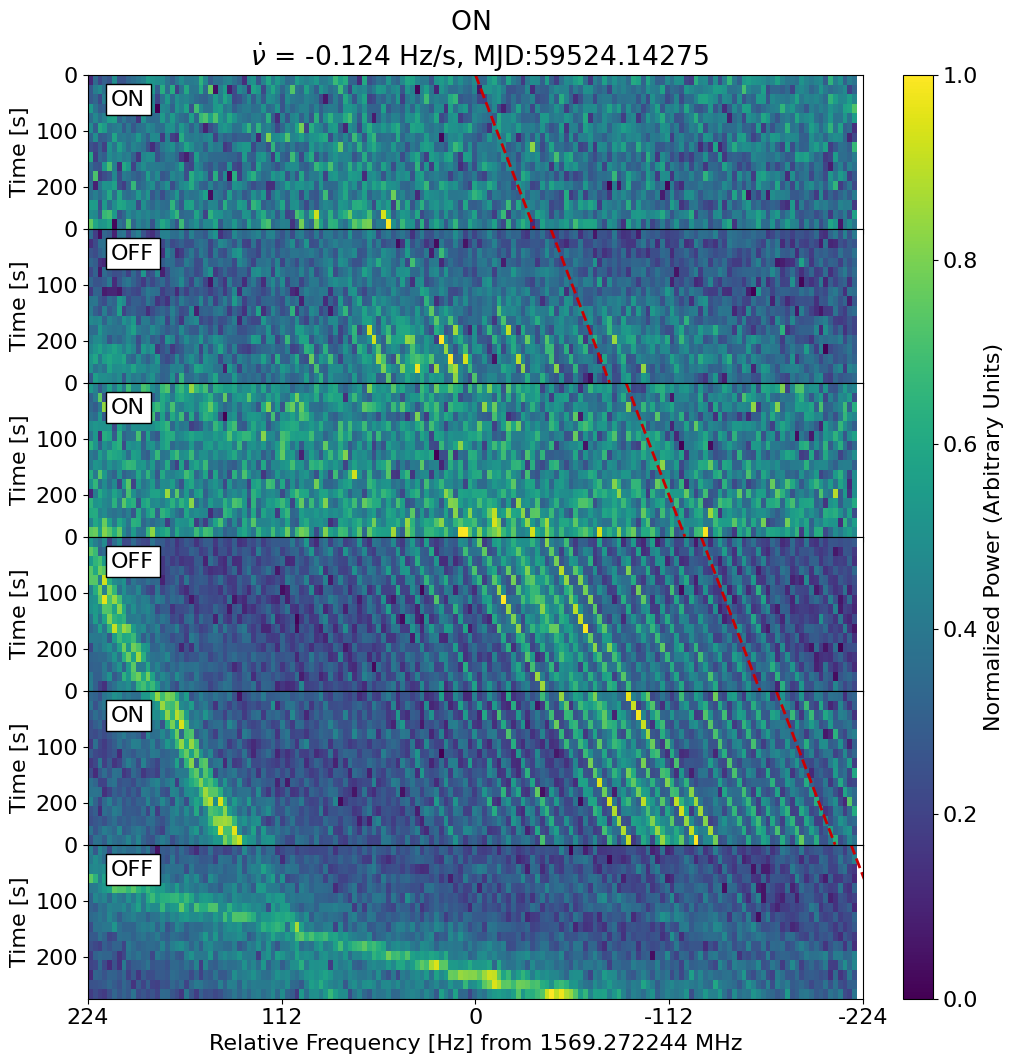 ON
ν̇ = -0.124 Hz/s, MJD:59524.14275
0
ON
Time [s]
100
200
0
OFF
Time [s]
100
200
0
ON
Time [s]
100
200
0
OFF
Time [s]
100
200
0
ON
Time [s]
100
200
0
OFF
Time [s]
100
200
224 112 0 -112 -224
Relative Frequency [Hz] from 1569.272244 MHz
1.0
0.8
0.6
0.4
0.2
0.0
Normalized Power (Arbitrary Units)